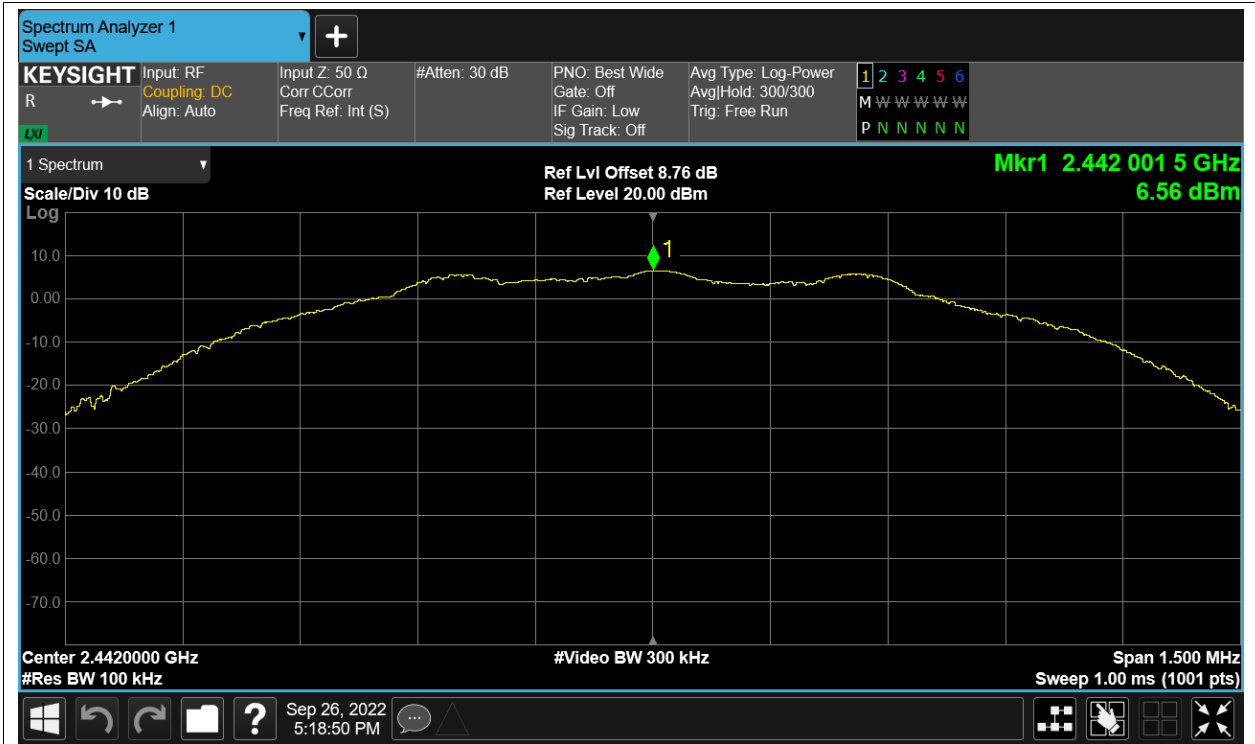 Spectrum Analyzer 1
Swept SA
KEYSIGHT
R
LXI
Input: RF
Coupling: DC
Align: Auto
Input Z: 50 Ω
Corr CCorr
Freq Ref: Int (S)
#Atten: 30 dB
PNO: Best Wide
Gate: Off
IF Gain: Low
Sig Track: Off
Avg Type: Log-Power
Avg|Hold: 300/300
Trig: Free Run
1 2 3 4 5 6
M W W W W W
P N N N N N
1 Spectrum
Scale/Div 10 dB
Log
Ref Lvl Offset 8.76 dB
Ref Level 20.00 dBm
Mkr1 2.442 001 5 GHz
6.56 dBm
1
10.0
0.00
-10.0
-20.0
-30.0
-40.0
-50.0
-60.0
-70.0
Center 2.4420000 GHz
#Res BW 100 kHz
#Video BW 300 kHz
Span 1.500 MHz
Sweep 1.00 ms (1001 pts)
?
Sep 26, 2022
5:18:50 PM